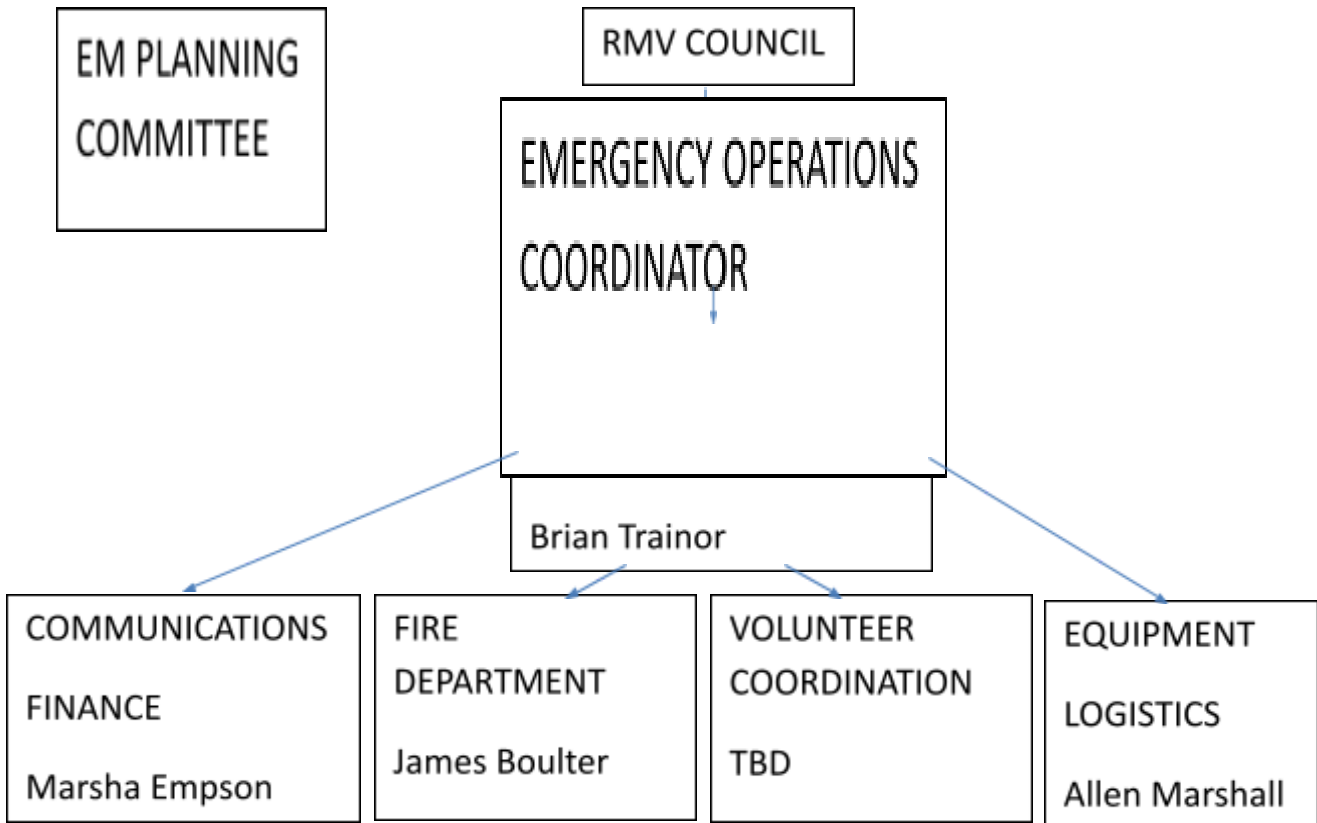 EM PLANNING
COMMITTEE
RMV COUNCIL
EMERGENCY OPERATIONS
COORDINATOR
Brian Trainor
COMMUNICATIONS
FINANCE
Marsha Empson
FIRE
DEPARTMENT
James Boulter
VOLUNTEER
COORDINATION
TBD
EQUIPMENT
LOGISTICS
Allen Marshall